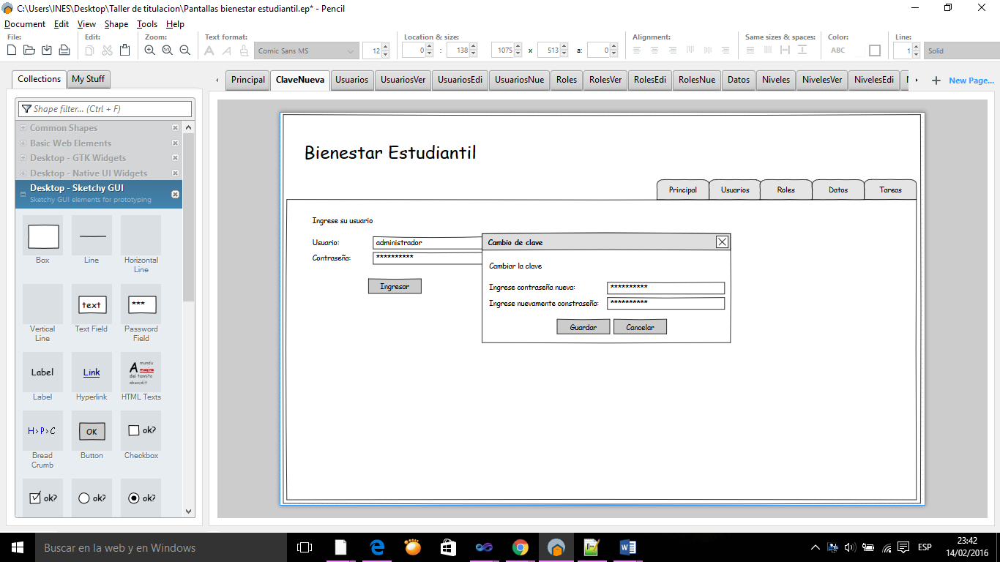 C:\Users\INES\Desktop\Taller de titulacion\Pantallas bienestar estudiantil.ep* - Pencil
Document Edit View Shape Tools Help
File: Edit: Zoom: Text format: Location & size: Alignment: Same sizes & spaces: Color: Line:
Comic Sans MS 12 0 : 138 1075 x 513 a: 0 ABC 1 Solid
Collections My Stuff
Principal ClaveNueva Usuarios UsuariosVer UsuariosEdi UsuariosNue Roles RolesVer RolesEdi RolesNue Datos Niveles NivelesVer NivelesEdi New Page...
Shape filter... (Ctrl + F)
Common Shapes
Basic Web Elements
Desktop - GTK Widgets
Desktop - Native UI Widgets
Desktop - Sketchy GUI
Sketchy GUI elements for prototyping
Box Line Horizontal Line
text ***
Vertical Line Text Field Password Field
Label Link A mundu magine dei tannito abucidit
Label Hyperlink HTML Texts
H>P>C OK ok?
Bread Crumb Button Checkbox
ok? ok? ok?
Bienestar Estudiantil
Principal Usuarios Roles Datos Tareas
Ingrese su usuario
Usuario: administrador
Contraseña: **********
Ingresar
Cambio de clave
Cambiar la clave
Ingrese contraseña nueva: **********
Ingrese nuevamente constraseña: **********
Guardar Cancelar
Buscar en la web y en Windows
ESP
23:42
14/02/2016